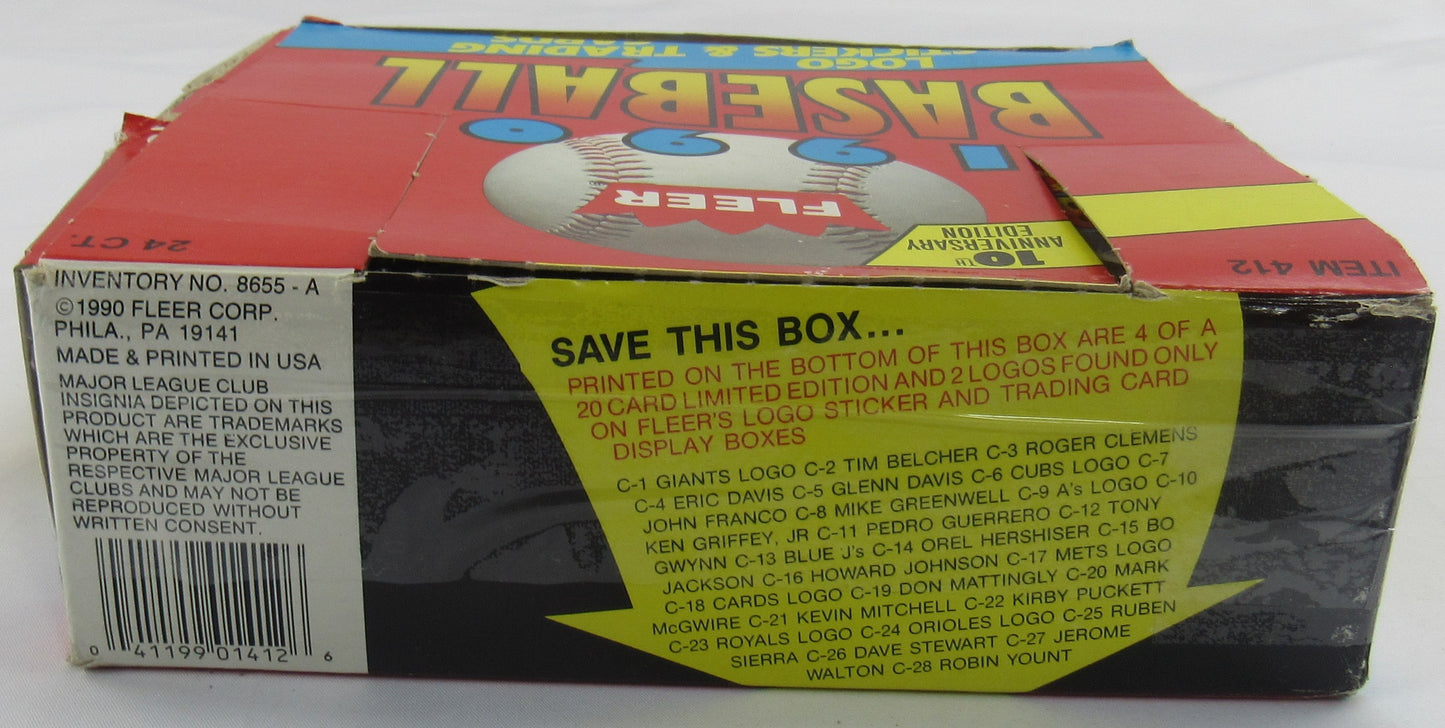 LOGO
STICKERS & TRADING
CARDS
BASEBALL
'990
FLEER
10TH
ANNIVERSARY
EDITION
24 CT.
ITEM 412
INVENTORY NO. 8655 - A
©1990 FLEER CORP.
PHILA., PA 19141
MADE & PRINTED IN USA
MAJOR LEAGUE CLUB
INSIGNIA DEPICTED ON THIS
PRODUCT ARE TRADEMARKS
WHICH ARE THE EXCLUSIVE
PROPERTY OF THE
RESPECTIVE MAJOR LEAGUE
CLUBS AND MAY NOT BE
REPRODUCED WITHOUT
WRITTEN CONSENT.
0 41199 01412 6
SAVE THIS BOX...
PRINTED ON THE BOTTOM OF THIS BOX ARE 4 OF A
20 CARD LIMITED EDITION AND 2 LOGOS FOUND ONLY
ON FLEER'S LOGO STICKER AND TRADING CARD
DISPLAY BOXES
C-1 GIANTS LOGO C-2 TIM BELCHER C-3 ROGER CLEMENS
C-4 ERIC DAVIS C-5 GLENN DAVIS C-6 CUBS LOGO C-7
JOHN FRANCO C-8 MIKE GREENWELL C-9 A's LOGO C-10
KEN GRIFFEY, JR C-11 PEDRO GUERRERO C-12 TONY
GWYNN C-13 BLUE J's C-14 OREL HERSHISER C-15 BO
JACKSON C-16 HOWARD JOHNSON C-17 METS LOGO
C-18 CARDS LOGO C-19 DON MATTINGLY C-20 MARK
McGWIRE C-21 KEVIN MITCHELL C-22 KIRBY PUCKETT
C-23 ROYALS LOGO C-24 ORIOLES LOGO C-25 RUBEN
SIERRA C-26 DAVE STEWART C-27 JEROME
WALTON C-28 ROBIN YOUNT